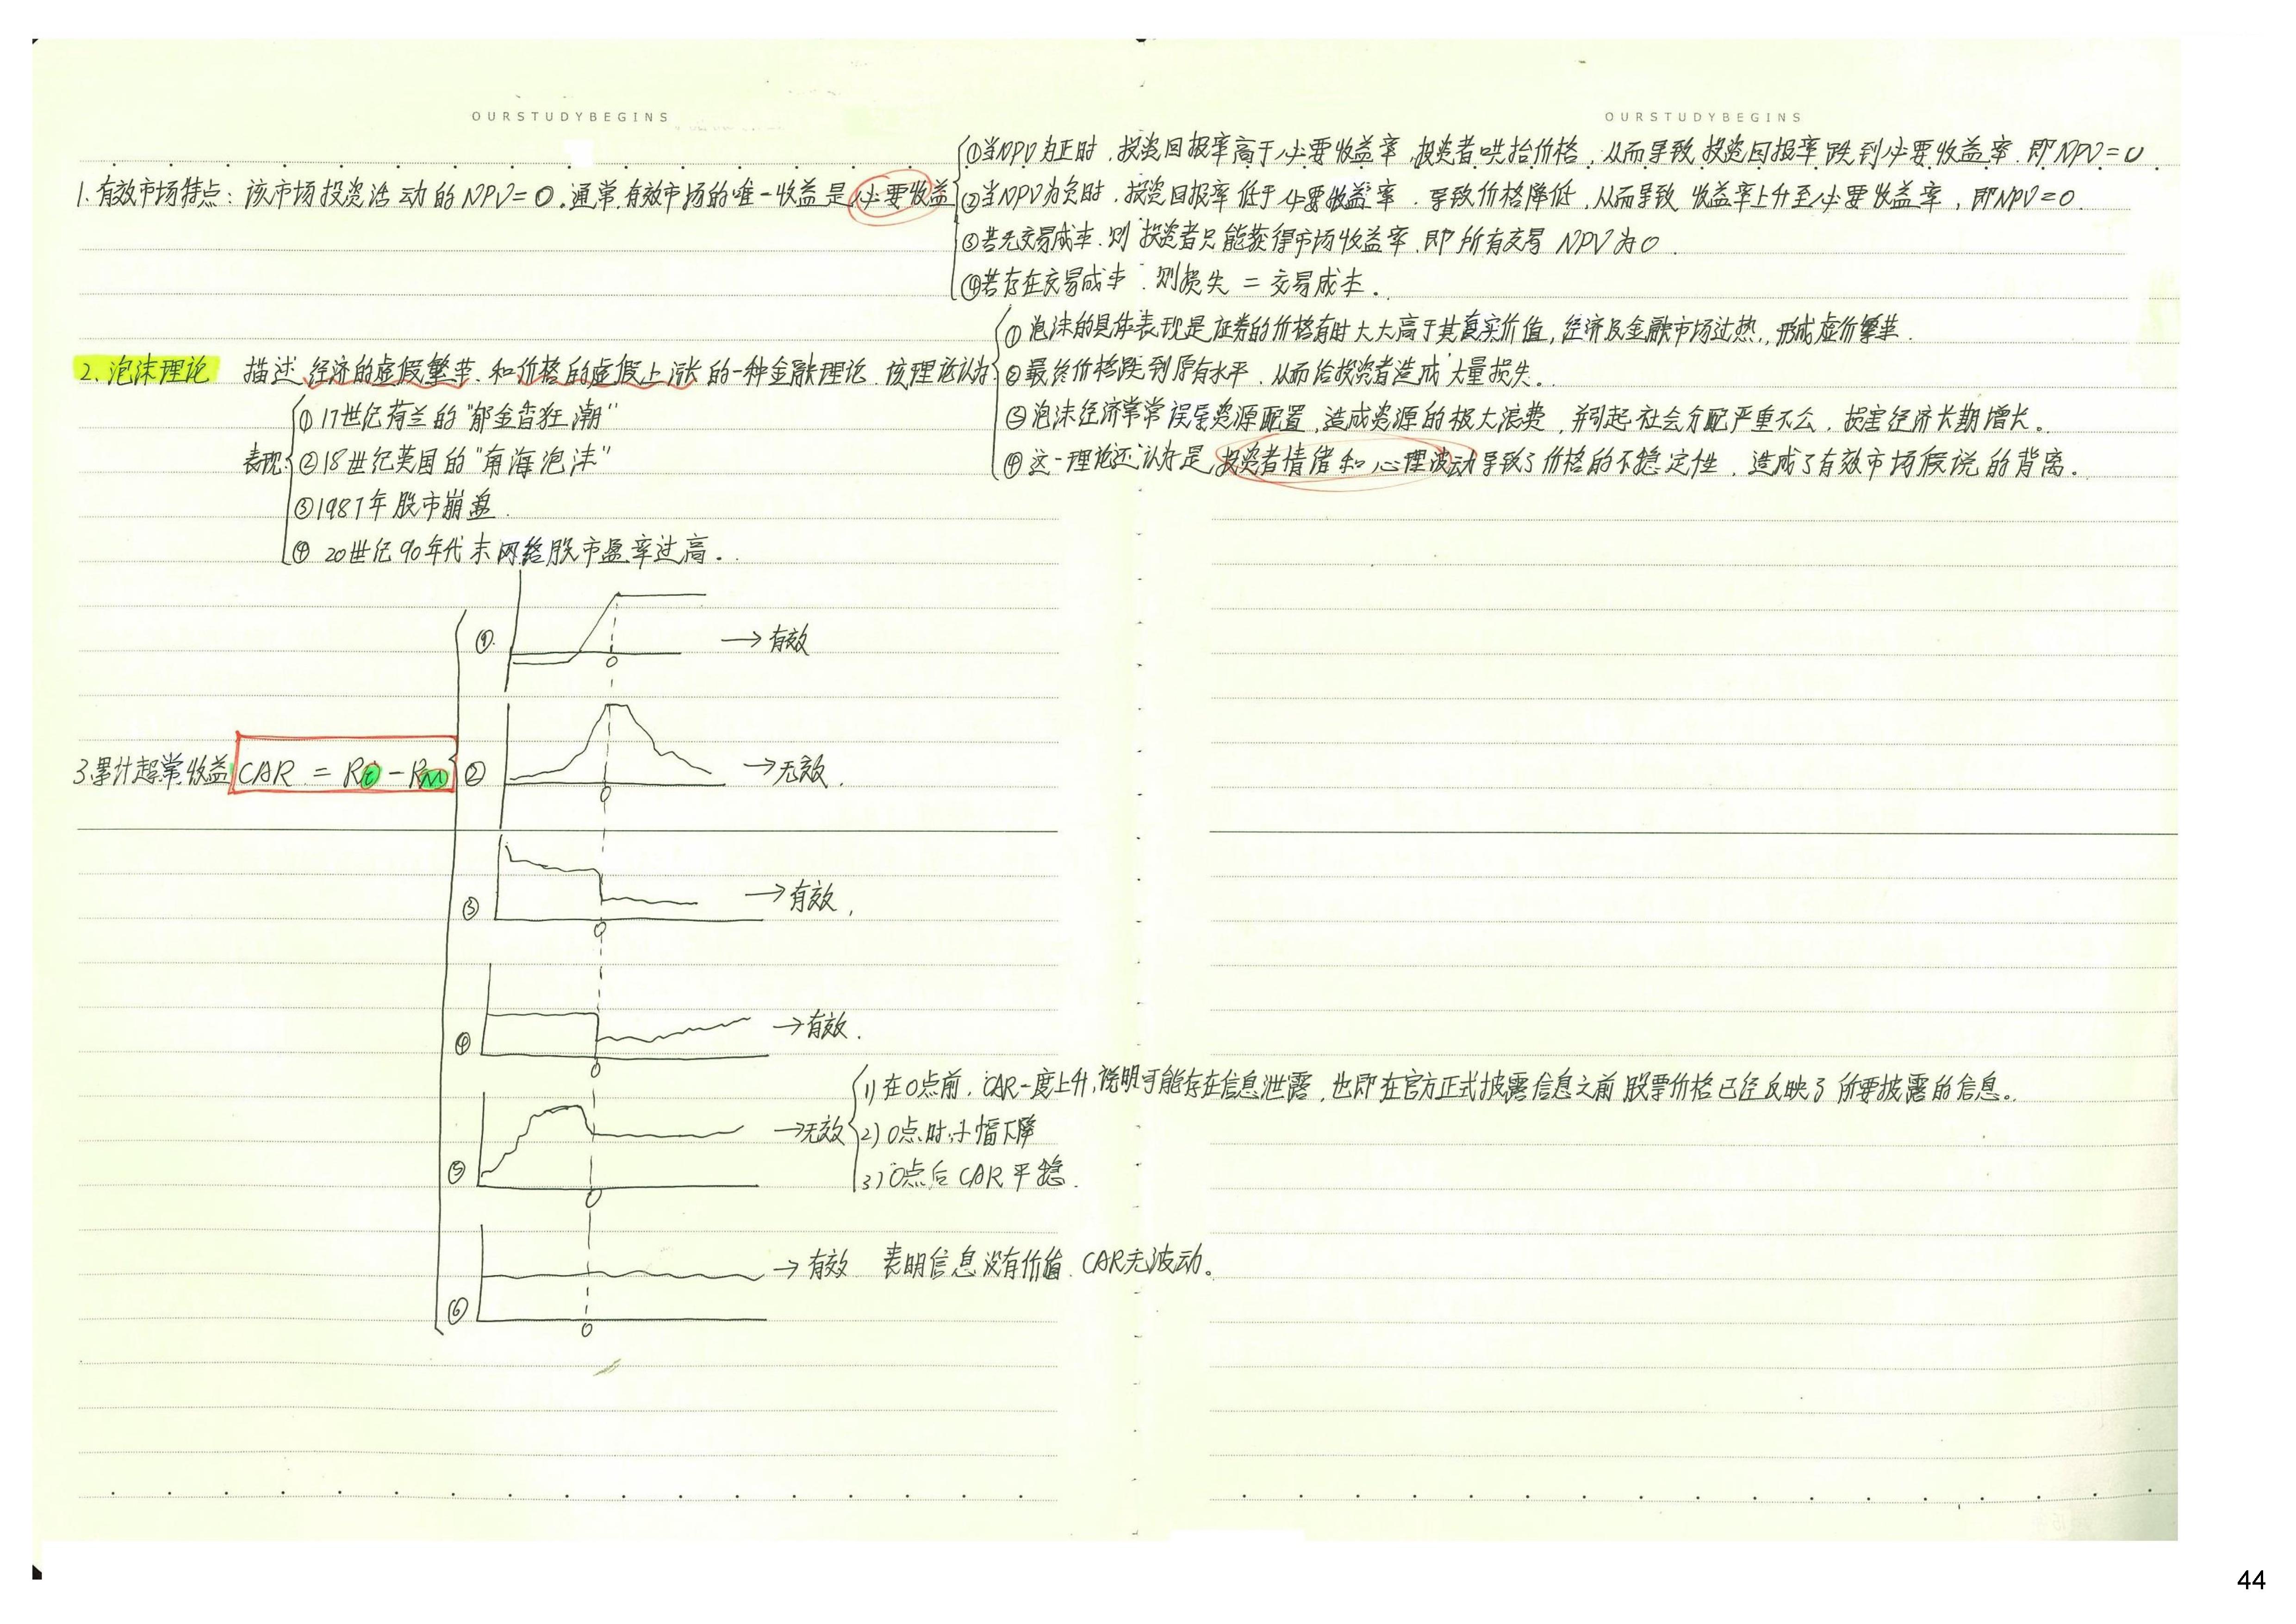 OURSTUDYBEGINS
OURSTUDYBEGINS
1.有效市场特点：该市场投资活动的NPV=0.通常有效市场的唯一收益是必要收益
①当NPV为正时，投资回报率高于必要收益率，投资者哄抬价格，从而导致投资回报率跌到必要收益率，即NPV=0
②当NPV为负时，投资回报率低于必要收益率，导致价格降低，从而导致收益率上升至必要收益率，即NPV=0.
③若无交易成本，则投资者只能获得市场收益率，即所有交易NPV为0.
④若存在交易成本，则损失=交易成本.
2、泡沫理论 描述经济的虚假繁荣、和价格的虚假上涨的一种金融理论，该理论认为
①泡沫的具体表现是证券的价格有时大大高于其真实价值，经济及金融市场过热，形成虚价繁荣.
②最终价格跌到原有水平，从而给投资者造成大量损失。
③泡沫经济常常误导资源配置，造成资源的极大浪费，并引起社会分配严重不公，损害经济长期增长。
④这一理论还认为是，投资者情绪和心理波动导致了价格的不稳定性，造成了有效市场假说的背离。
表现
①17世纪荷兰的"郁金香狂潮"
②18世纪英国的"南海泡沫"
③1987年股市崩盘.
④20世纪90年代末网络股市盈率过高.
①→有效
3累计超常收益 CAR = Ri - RM
②→无效.
③→有效,
④→有效.
⑤→无效
1)在0点前，CAR一度上升，说明可能存在信息泄露，也即在官方正式披露信息之前股票价格已经反映了所要披露的信息。
2)0点时小幅下降
3)0点后CAR平稳.
⑥→有效 表明信息没有价值，CAR无波动。
0
0
0
0
0
0
44